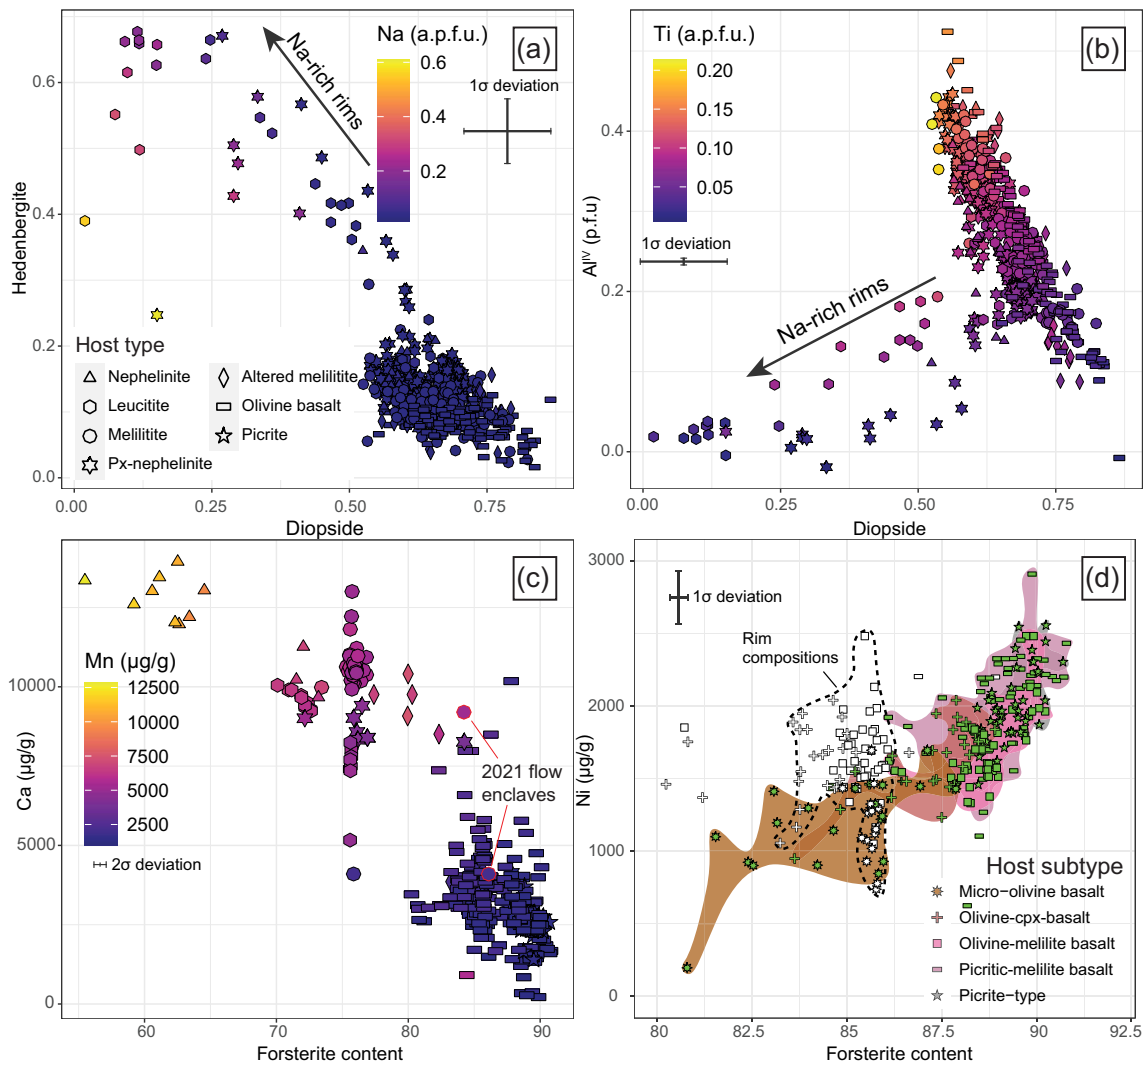 (a)
Na (a.p.f.u.)
0.6
0.4
0.2
Na-rich rims
1σ deviation
Hedenbergite
0.6
0.4
0.2
0.0
Host type
Nephelinite
Leucitite
Melilitite
Px-nephelinite
Altered melilitite
Olivine basalt
Picrite
0.00
0.25
0.50
0.75
Diopside
(b)
Ti (a.p.f.u.)
0.20
0.15
0.10
0.05
1σ deviation
Na-rich rims
Alᴵⱽ (p.f.u)
0.4
0.2
0.0
0.00
0.25
0.50
0.75
Diopside
(c)
Mn (µg/g)
12500
10000
7500
5000
2500
2σ deviation
2021 flow
enclaves
Ca (µg/g)
10000
5000
0
60
70
80
90
Forsterite content
(d)
1σ deviation
Rim
compositions
Ni (µg/g)
3000
2000
1000
0
Host subtype
Micro−olivine basalt
Olivine-cpx-basalt
Olivine-melilite basalt
Picritic-melilite basalt
Picrite−type
80
82.5
85
87.5
90
92.5
Forsterite content